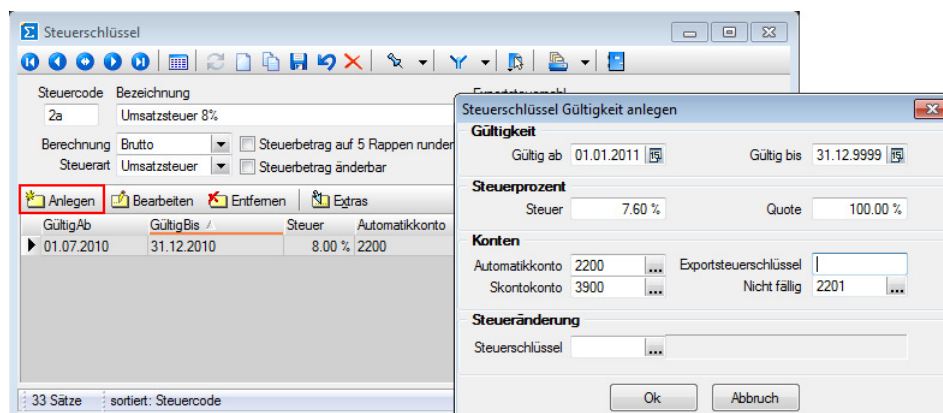 Steuerschlüssel
Steuercode Bezeichnung
2a Umsatzsteuer 8%
Berechnung Brutto Steuerbetrag auf 5 Rappen runden
Steuerart Umsatzsteuer Steuerbetrag änderbar
Anlegen Bearbeiten Entfernen Extras
GültigAb GültigBis Steuer Automatikkonto
01.07.2010 31.12.2010 8.00 % 2200
33 Sätze sortiert: Steuercode
Steuerschlüssel Gültigkeit anlegen
Gültigkeit
Gültig ab 01.01.2011 Gültig bis 31.12.9999
Steuerprozent
Steuer 7.60 % Quote 100.00 %
Konten
Automatikkonto 2200 ... Exportsteuerschlüssel
Skontokonto 3900 ... Nicht fällig 2201 ...
Steueränderung
Steuerschlüssel ...
Ok Abbruch